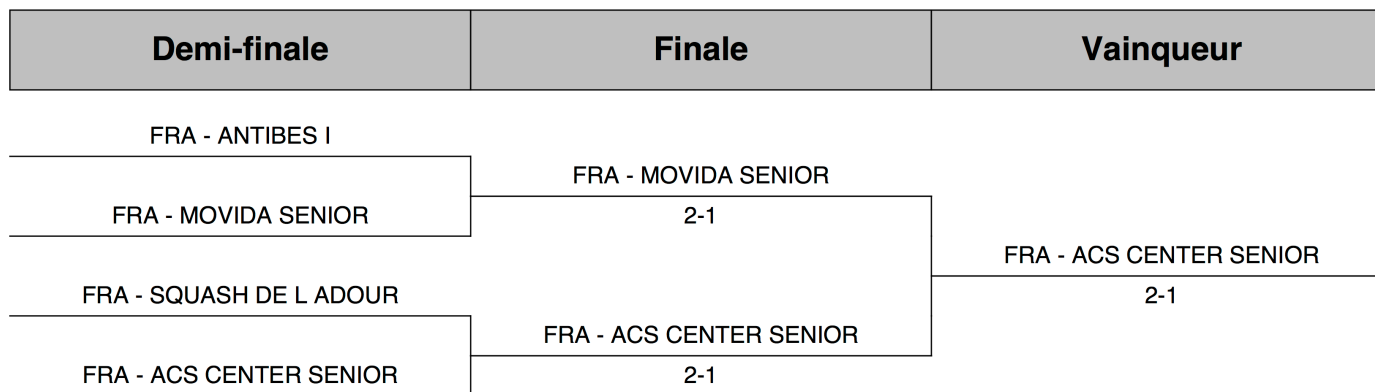 Demi-finale
Finale
Vainqueur
FRA - ANTIBES I
FRA - MOVIDA SENIOR
FRA - MOVIDA SENIOR
2-1
FRA - ACS CENTER SENIOR
FRA - SQUASH DE L ADOUR
2-1
FRA - ACS CENTER SENIOR
FRA - ACS CENTER SENIOR
2-1